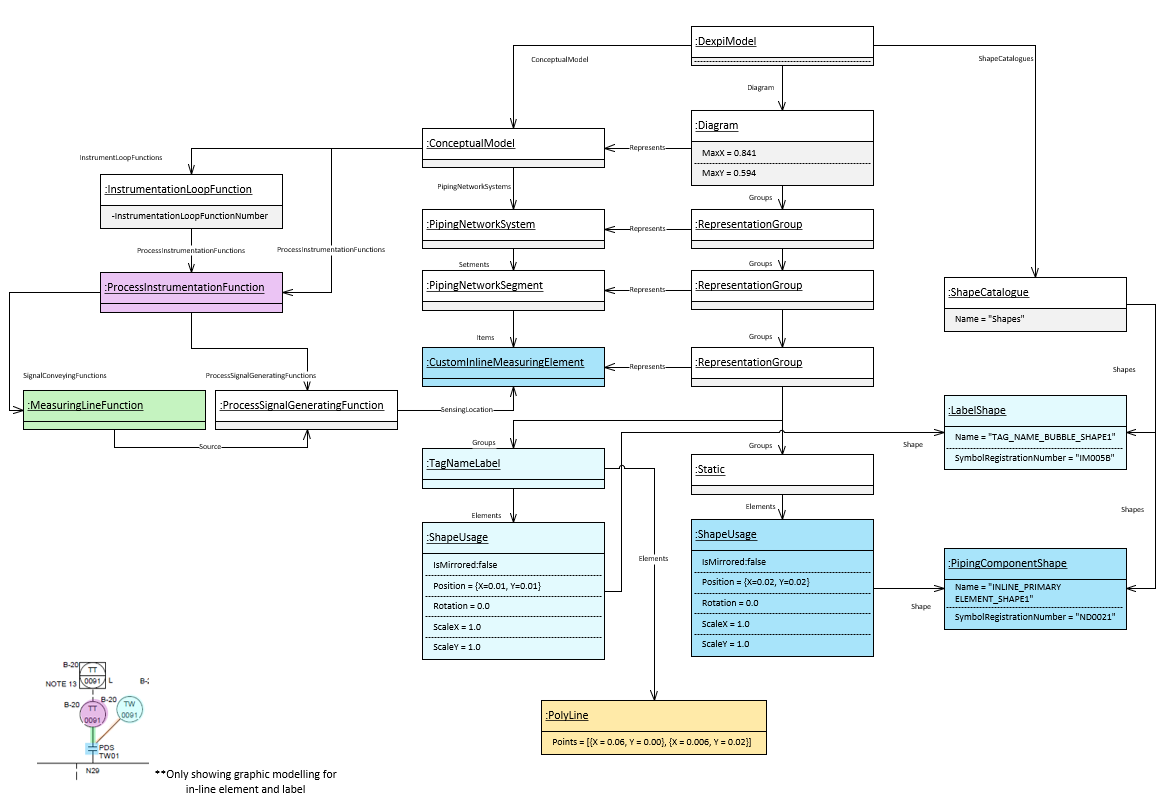 :DexpiModel
ConceptualModel
ShapeCatalogues
Diagram
:Diagram
MaxX = 0.841
MaxY = 0.594
:ConceptualModel
Represents
InstrumentLoopFunctions
:InstrumentationLoopFunction
-InstrumentationLoopFunctionNumber
PipingNetworkSystems
Groups
:PipingNetworkSystem
Represents
:RepresentationGroup
ProcessInstrumentationFunctions
ProcessInstrumentationFunctions
Setments
Groups
:ProcessInstrumentationFunction
:PipingNetworkSegment
Represents
:RepresentationGroup
:ShapeCatalogue
Name = "Shapes"
Items
Groups
:CustomInlineMeasuringElement
Represents
:RepresentationGroup
Shapes
SignalConveyingFunctions
ProcessSignalGeneratingFunctions
:MeasuringLineFunction
:ProcessSignalGeneratingFunction
SensingLocation
Source
:LabelShape
Name = "TAG_NAME_BUBBLE_SHAPE1"
SymbolRegistrationNumber = "IM005B"
Groups
Groups
Shape
:TagNameLabel
:Static
Elements
Elements
Shapes
:ShapeUsage
IsMirrored:false
Position = {X=0.01, Y=0.01}
Rotation = 0.0
ScaleX = 1.0
ScaleY = 1.0
Elements
:ShapeUsage
IsMirrored:false
Position = {X=0.02, Y=0.02}
Rotation = 0.0
ScaleX = 1.0
ScaleY = 1.0
Shape
:PipingComponentShape
Name = "INLINE_PRIMARY
ELEMENT_SHAPE1"
SymbolRegistrationNumber = "ND0021"
:PolyLine
Points = [{X = 0.06, Y = 0.00}, {X = 0.006, Y = 0.02}]
B-20
TT
0091
L
NOTE 13
B-
B-20
TT
0091
B-20
TW
0091
PDS
TW01
N29
**Only showing graphic modelling for
in-line element and label